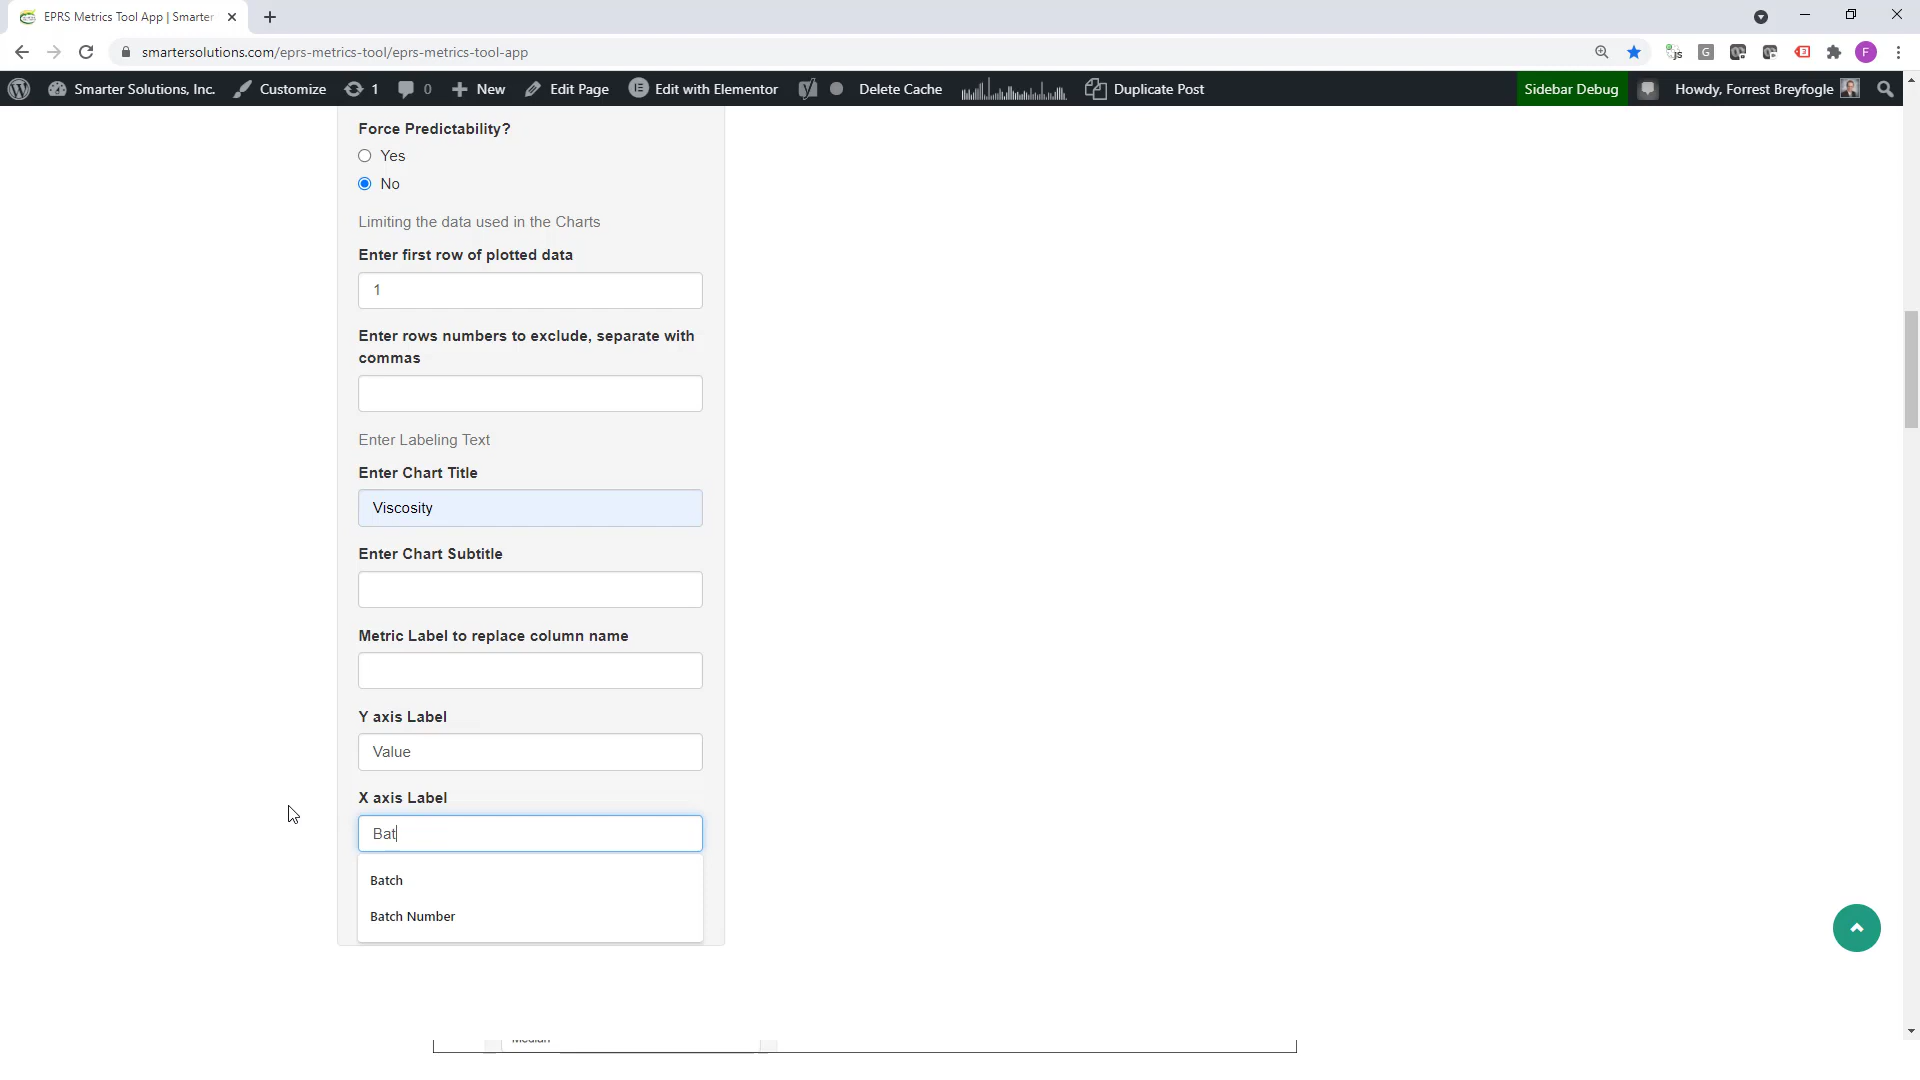 EPRS Metrics Tool App | Smarter
smartersolutions.com/eprs-metrics-tool/eprs-metrics-tool-app
G
3
F
Smarter Solutions, Inc.
Customize
1
0
New
Edit Page
Edit with Elementor
Delete Cache
Duplicate Post
Sidebar Debug
Howdy, Forrest Breyfogle
Force Predictability?
Yes
No
Limiting the data used in the Charts
Enter first row of plotted data
1
Enter rows numbers to exclude, separate with
commas
Enter Labeling Text
Enter Chart Title
Viscosity
Enter Chart Subtitle
Metric Label to replace column name
Y axis Label
Value
X axis Label
Bat
Batch
Batch Number